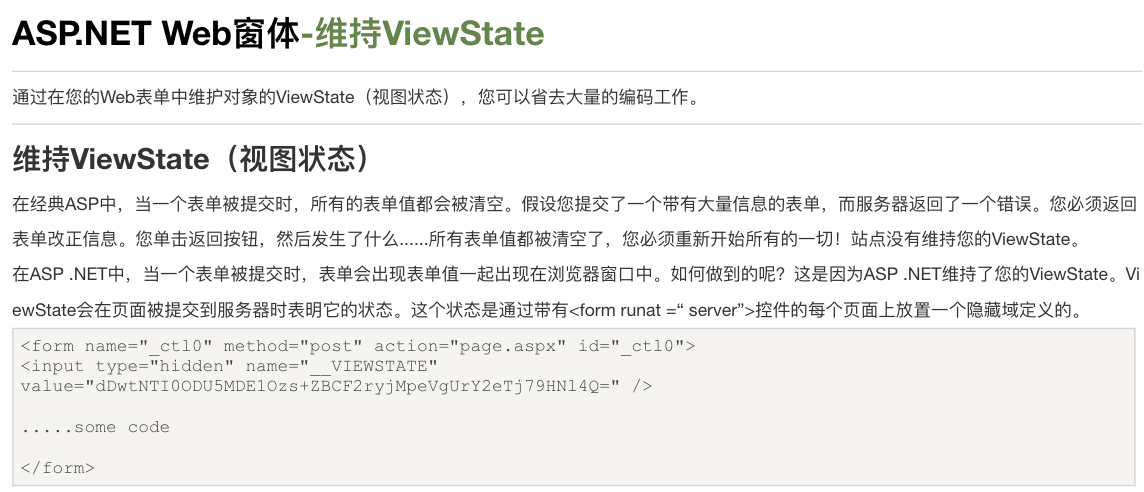 ASP.NET Web窗体-维持ViewState
通过在您的Web表单中维护对象的ViewState（视图状态），您可以省去大量的编码工作。
维持ViewState（视图状态）
在经典ASP中，当一个表单被提交时，所有的表单值都会被清空。假设您提交了一个带有大量信息的表单，而服务器返回了一个错误。您必须返回
表单改正信息。您单击返回按钮，然后发生了什么......所有表单值都被清空了，您必须重新开始所有的一切！站点没有维持您的ViewState。
在ASP .NET中，当一个表单被提交时，表单会出现表单值一起出现在浏览器窗口中。如何做到的呢？这是因为ASP .NET维持了您的ViewState。Vi
ewState会在页面被提交到服务器时表明它的状态。这个状态是通过带有<form runat =“ server”>控件的每个页面上放置一个隐藏域定义的。
<form name="_ctl0" method="post" action="page.aspx" id="_ctl0">
<input type="hidden" name="__VIEWSTATE"
value="dDwtNTI0ODU5MDE1Ozs+ZBCF2ryjMpeVgUrY2eTj79HNl4Q=" />
.....some code
</form>